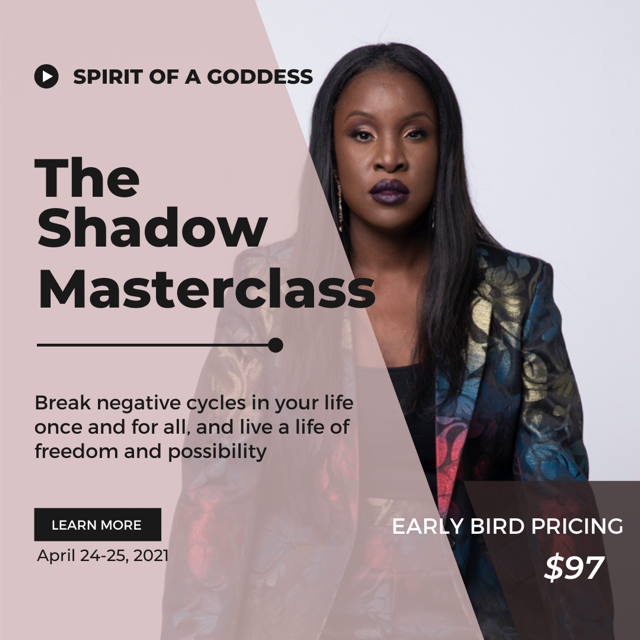 SPIRIT OF A GODDESS
The
Shadow
Masterclass
Break negative cycles in your life
once and for all, and live a life of
freedom and possibility
LEARN MORE
April 24-25, 2021
EARLY BIRD PRICING
$97